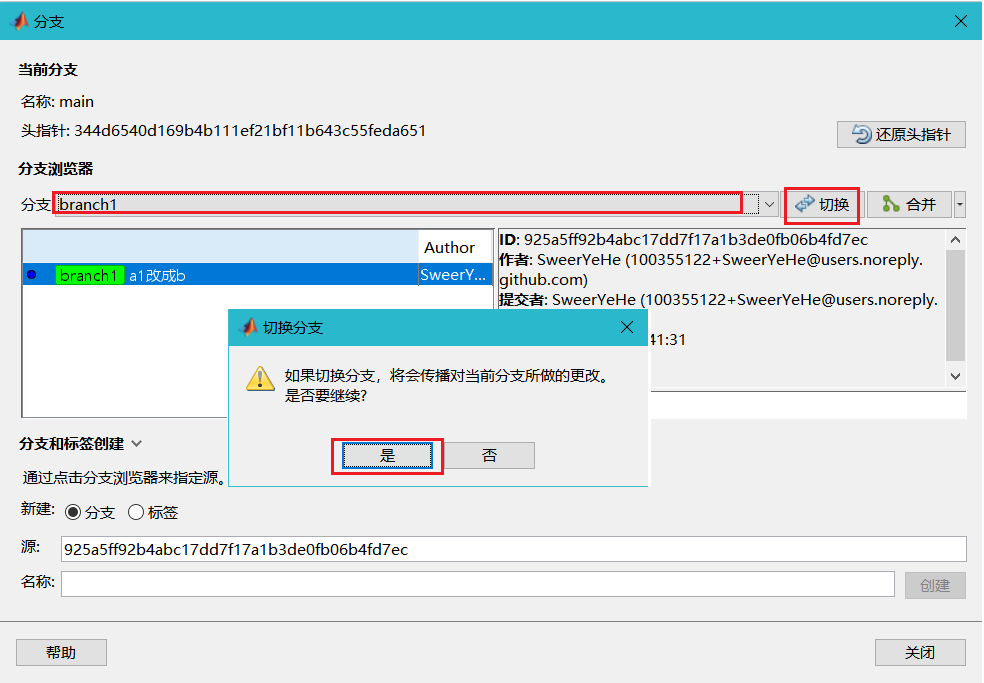 分支
当前分支
名称: main
头指针: 344d6540d169b4b111ef21bf11b643c55feda651
还原头指针
分支浏览器
分支 branch1 切换 合并
Author
branch1 a1改成b SweerY...
ID: 925a5ff92b4abc17dd7f17a1b3de0fb06b4fd7ec
作者: SweerYeHe (100355122+SweerYeHe@users.noreply.
github.com)
提交者: SweerYeHe (100355122+SweerYeHe@users.noreply.
41:31
切换分支
如果切换分支，将会传播对当前分支所做的更改。
是否要继续?
是 否
分支和标签创建
通过点击分支浏览器来指定源。
新建: 分支 标签
源: 925a5ff92b4abc17dd7f17a1b3de0fb06b4fd7ec
名称: 创建
帮助 关闭